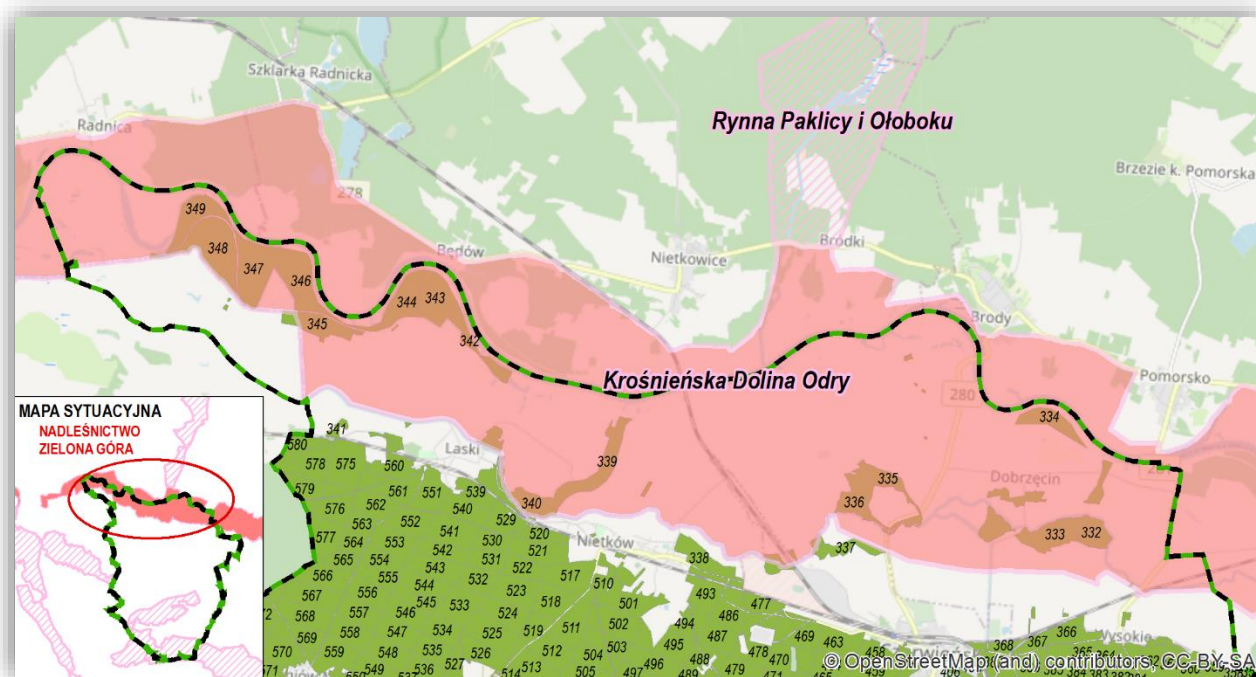 Szklarka Radnicka
Rynna Paklicy i Ołoboku
Radnica
Brzezie k. Pomorska
278
349
348
347
346
345
344
343
342
Będów
Nietkowice
Bródki
Brody
Pomorsko
Krośnieńska Dolina Odry
280
334
MAPA SYTUACYJNA
NADLEŚNICTWO
ZIELONA GÓRA
341
Laski
339
340
335
336
Dobrzęcin
333 332
337
338
Nietków
580
578 575 560
579
561 551 539
576 562 540
563 552 529
577 564 553 541 530 520
565 554 542 531 521
566 555 543 522
567 556 544 532 523 517 510
545 533 518 501
568 557 546 524 502
569 558 547 534 525 519 511
570 559 548 535 526 512 504 503
549 536 527 513 505
514
493 477
494 486
495 487 469 463
496 488 478 458
497 479 470 459
368 367 366
Wysokie
© OpenStreetMap (and) contributors, CC-BY-SA